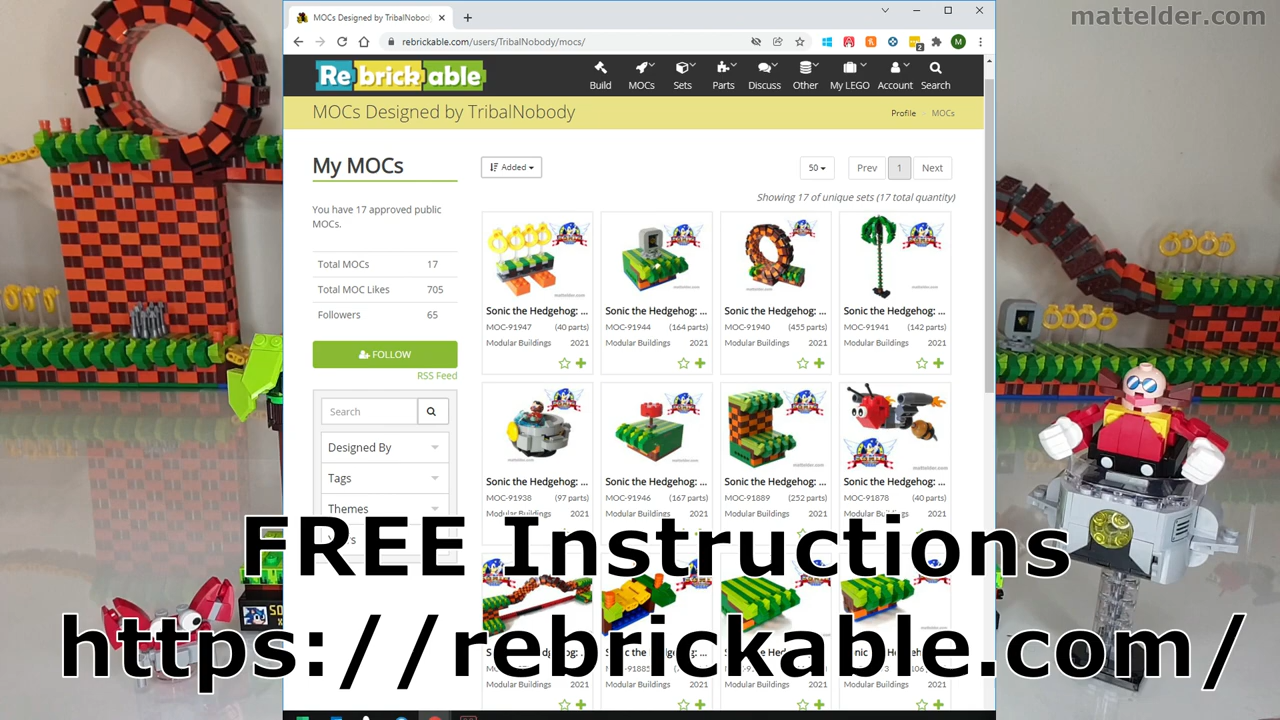 mattelder.com
MOCs Designed by TribalNobody
rebrickable.com/users/TribalNobody/mocs/
2
M
Rebrickable
Build
MOCs
Sets
Parts
Discuss
Other
My LEGO
Account
Search
MOCs Designed by TribalNobody
Profile
MOCs
My MOCs
Added
50
Prev
1
Next
Showing 17 of unique sets (17 total quantity)
You have 17 approved public
MOCs.
Total MOCs 17
Total MOC Likes 705
Followers 65
FOLLOW
RSS Feed
Search
Designed By
Tags
Themes
Sonic the Hedgehog: ...
MOC-91947 (40 parts)
Modular Buildings 2021
Sonic the Hedgehog: ...
MOC-91944 (164 parts)
Modular Buildings 2021
Sonic the Hedgehog: ...
MOC-91940 (455 parts)
Modular Buildings 2021
Sonic the Hedgehog: ...
MOC-91941 (142 parts)
Modular Buildings 2021
Sonic the Hedgehog: ...
MOC-91938 (97 parts)
Modular Buildings 2021
Sonic the Hedgehog: ...
MOC-91946 (167 parts)
Modular Buildings 2021
Sonic the Hedgehog: ...
MOC-91889 (252 parts)
Modular Buildings 2021
Sonic the Hedgehog: ...
MOC-91878 (40 parts)
Modular Buildings 2021
FREE Instructions
https://rebrickable.com/
Modular Buildings 2021
Modular Buildings 2021
Modular Buildings 2021
Modular Buildings 2021